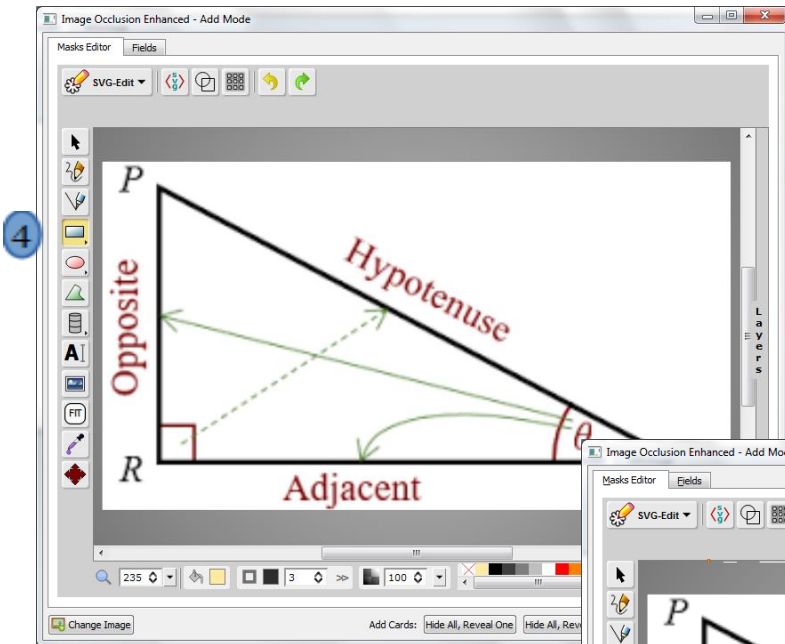 Image Occlusion Enhanced - Add Mode
Masks Editor Fields
SVG-Edit
4
P
Hypotenuse
Opposite
θ
R
Adjacent
A
FIT
Layers
235 3 100
Change Image Add Cards: Hide All, Reveal One Hide All, Rev
Image Occlusion Enhanced - Add Mo
Masks Editor Fields
SVG-Edit
P